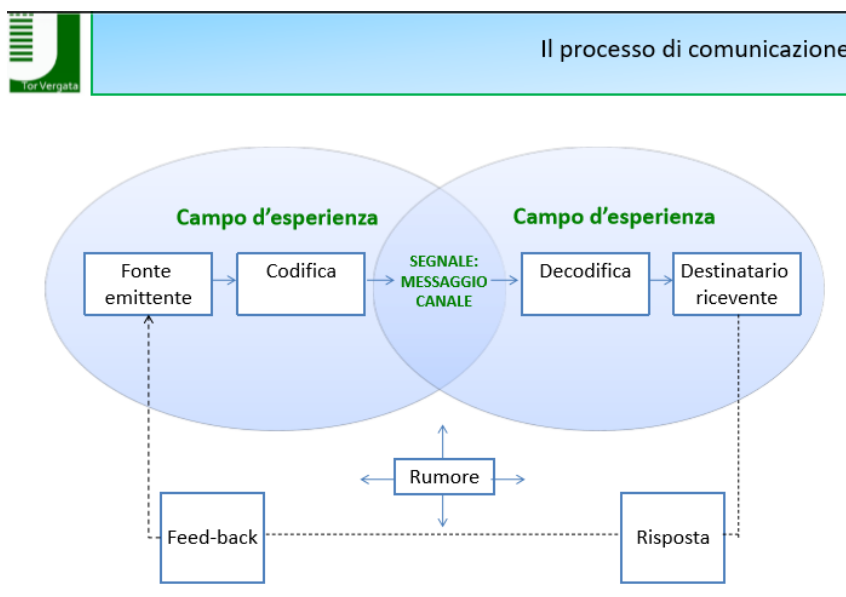 Tor Vergata
Il processo di comunicazione
Campo d'esperienza
Campo d'esperienza
Fonte
emittente
Codifica
SEGNALE:
MESSAGGIO
CANALE
Decodifica
Destinatario
ricevente
Rumore
Feed-back
Risposta